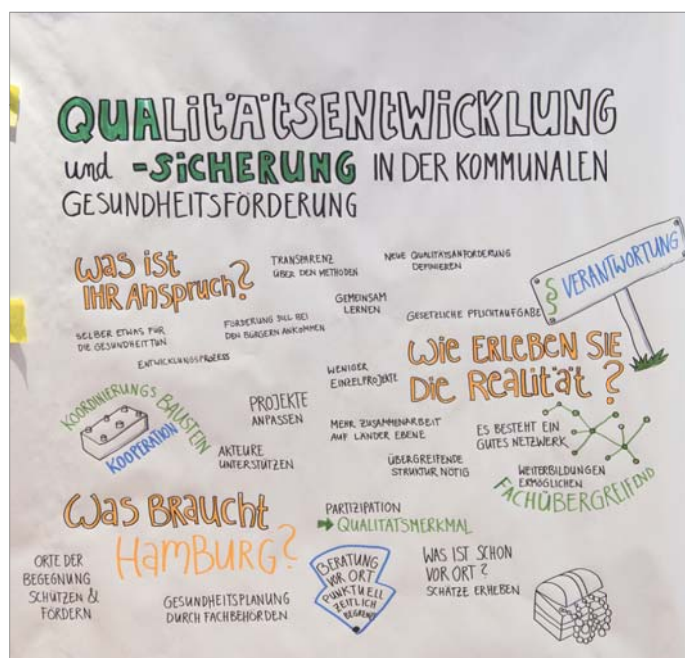 QUALitÄtSENtWiCKLUNG
und -SiCHERUNG IN DER KOMMUNALEN
GESUNDHEITSFÖRDERUNG
Was ist
IHR Anspruch?
TRANSPARENZ
ÜBER DEN METHODEN
NEUE QUALITÄTSANFORDERUNG
DEFINIEREN
§ VERANTWORTUNG
GEMEINSAM
LERNEN
GESETZLICHE PFLICHTAUFGABE
SELBER ETWAS FÜR
DIE GESUNDHEIT TUN
FÖRDERUNG SOLL BEI
DEN BÜRGERN ANKOMMEN
ENTWICKLUNGSPROZESS
Wie ERLEBEN SIE
Die Realität?
WENIGER
EINZELPROJEKTE
KOORDINIERUNGSBAUSTEIN
KOOPERATION
PROJEKTE
ANPASSEN
MEHR ZUSAMMENARBEIT
AUF LÄNDER EBENE
ES BESTEHT EIN
GUTES NETZWERK
AKTEURE
UNTERSTÜTZEN
ÜBERGREIFENDE
STRUKTUR NÖTIG
WEITERBILDUNGEN
ERMÖGLICHEN
FACHÜBERGREIFEND
Was BRAUCHT
HamBURG?
PARTIZIPATION
➡ QUALITÄTSMERKMAL
ORTE DER
BEGEGNUNG
SCHÜTZEN &
FÖRDERN
GESUNDHEITSPLANUNG
DURCH FACHBEHÖRDEN
BERATUNG
VOR ORT
PUNKTUELL
ZEITLICH
BEGRENZT
WAS IST SCHON
VOR ORT?
SCHÄTZE ERHEBEN